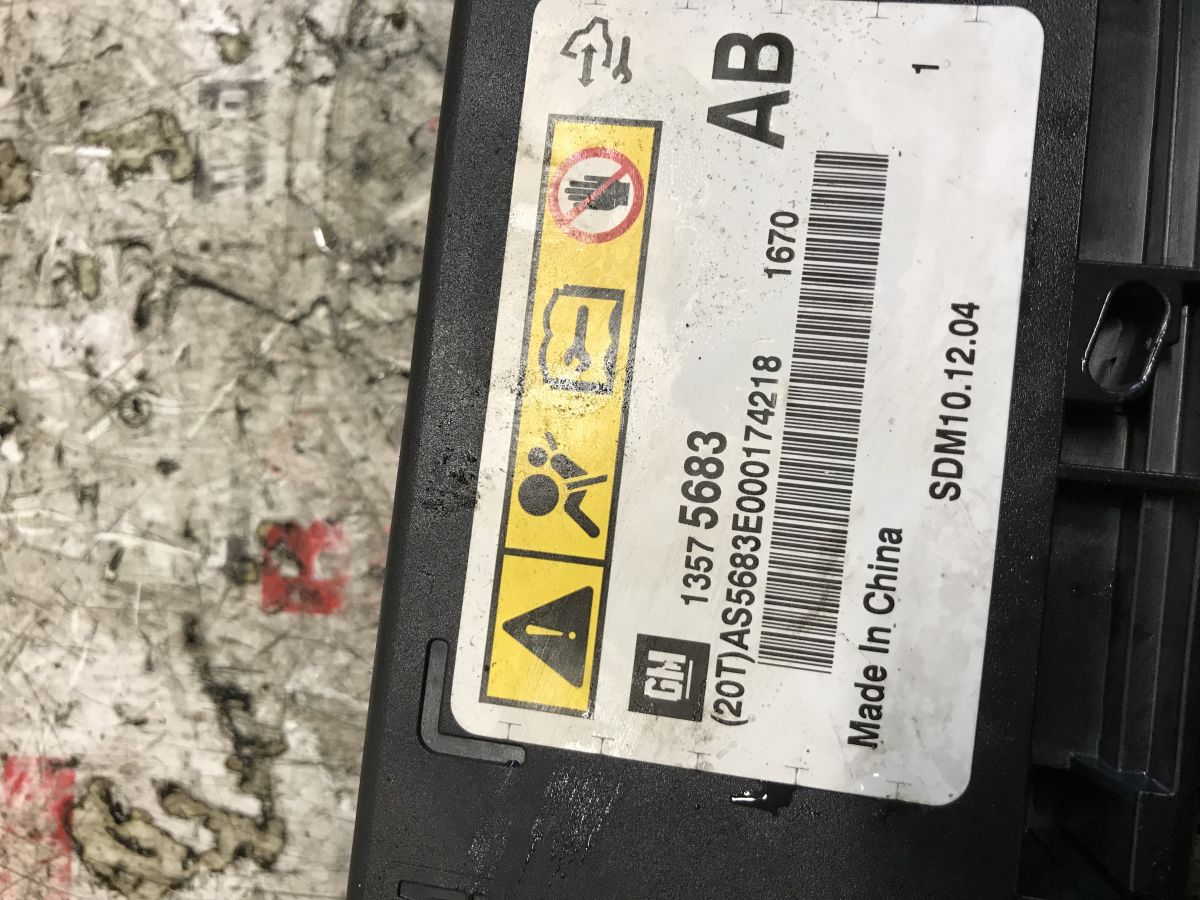 AB
GM
1357 5683
(20T)AS5683E000174218 1670
Made In China
SDM10.12.04
1